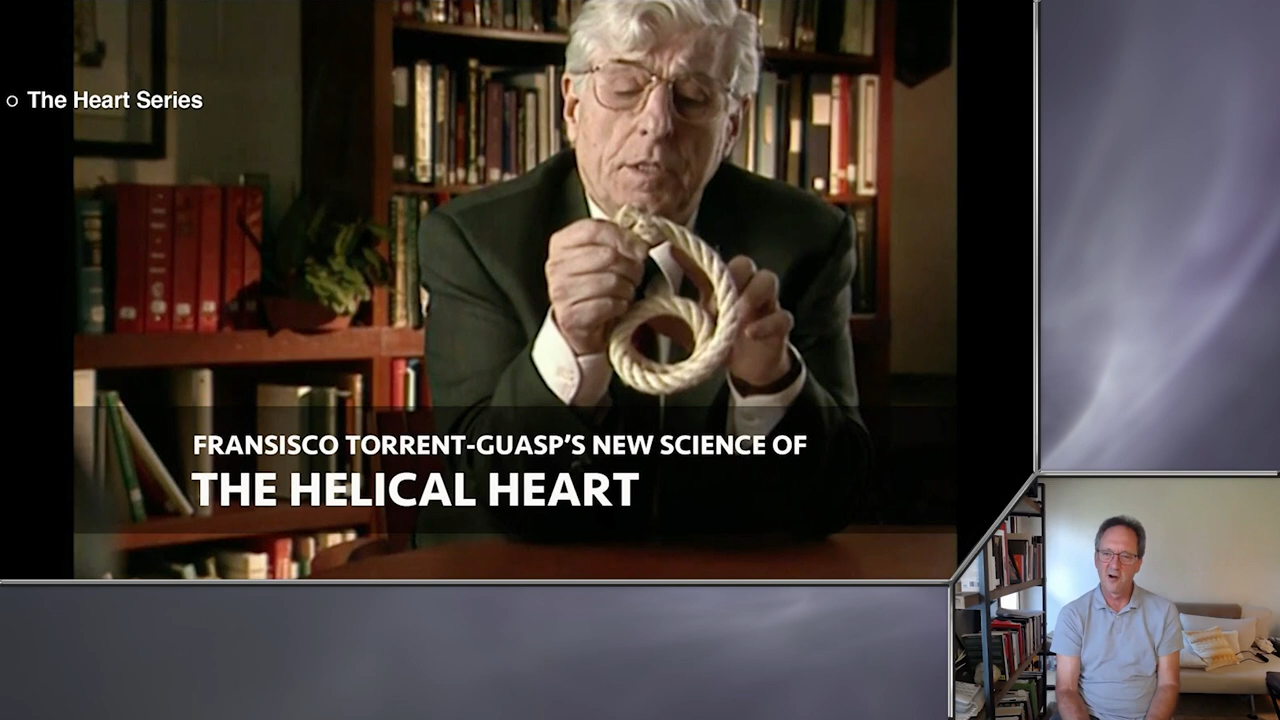 The Heart Series
FRANSISCO TORRENT-GUASP'S NEW SCIENCE OF
THE HELICAL HEART